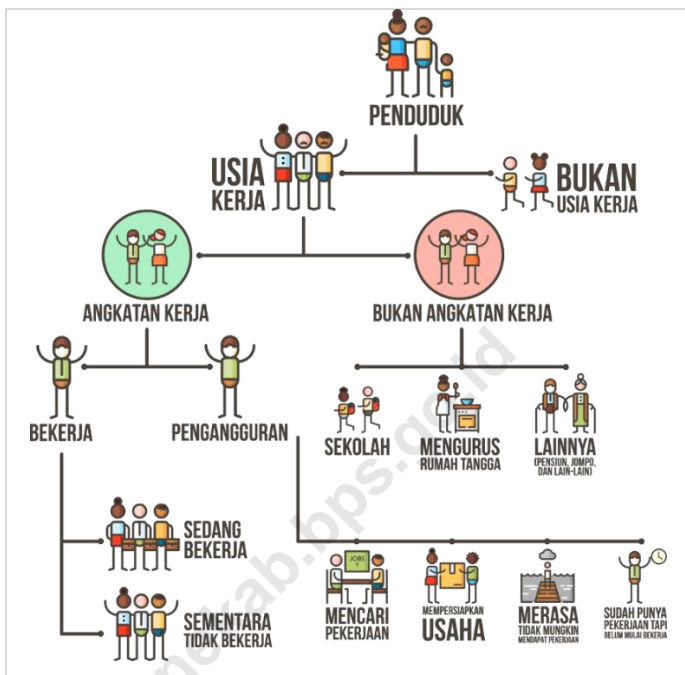 PENDUDUK
USIA
KERJA
BUKAN
USIA KERJA
ANGKATAN KERJA
BUKAN ANGKATAN KERJA
BEKERJA
PENGANGGURAN
SEKOLAH
MENGURUS
RUMAH TANGGA
LAINNYA
(PENSIUN, JOMPO,
DAN LAIN-LAIN)
SEDANG
BEKERJA
SEMENTARA
TIDAK BEKERJA
JOBS
?
MENCARI
PEKERJAAN
MEMPERSIAPKAN
USAHA
MERASA
TIDAK MUNGKIN
MENDAPAT PEKERJAAN
SUDAH PUNYA
PEKERJAAN TAPI
BELUM MULAI BEKERJA